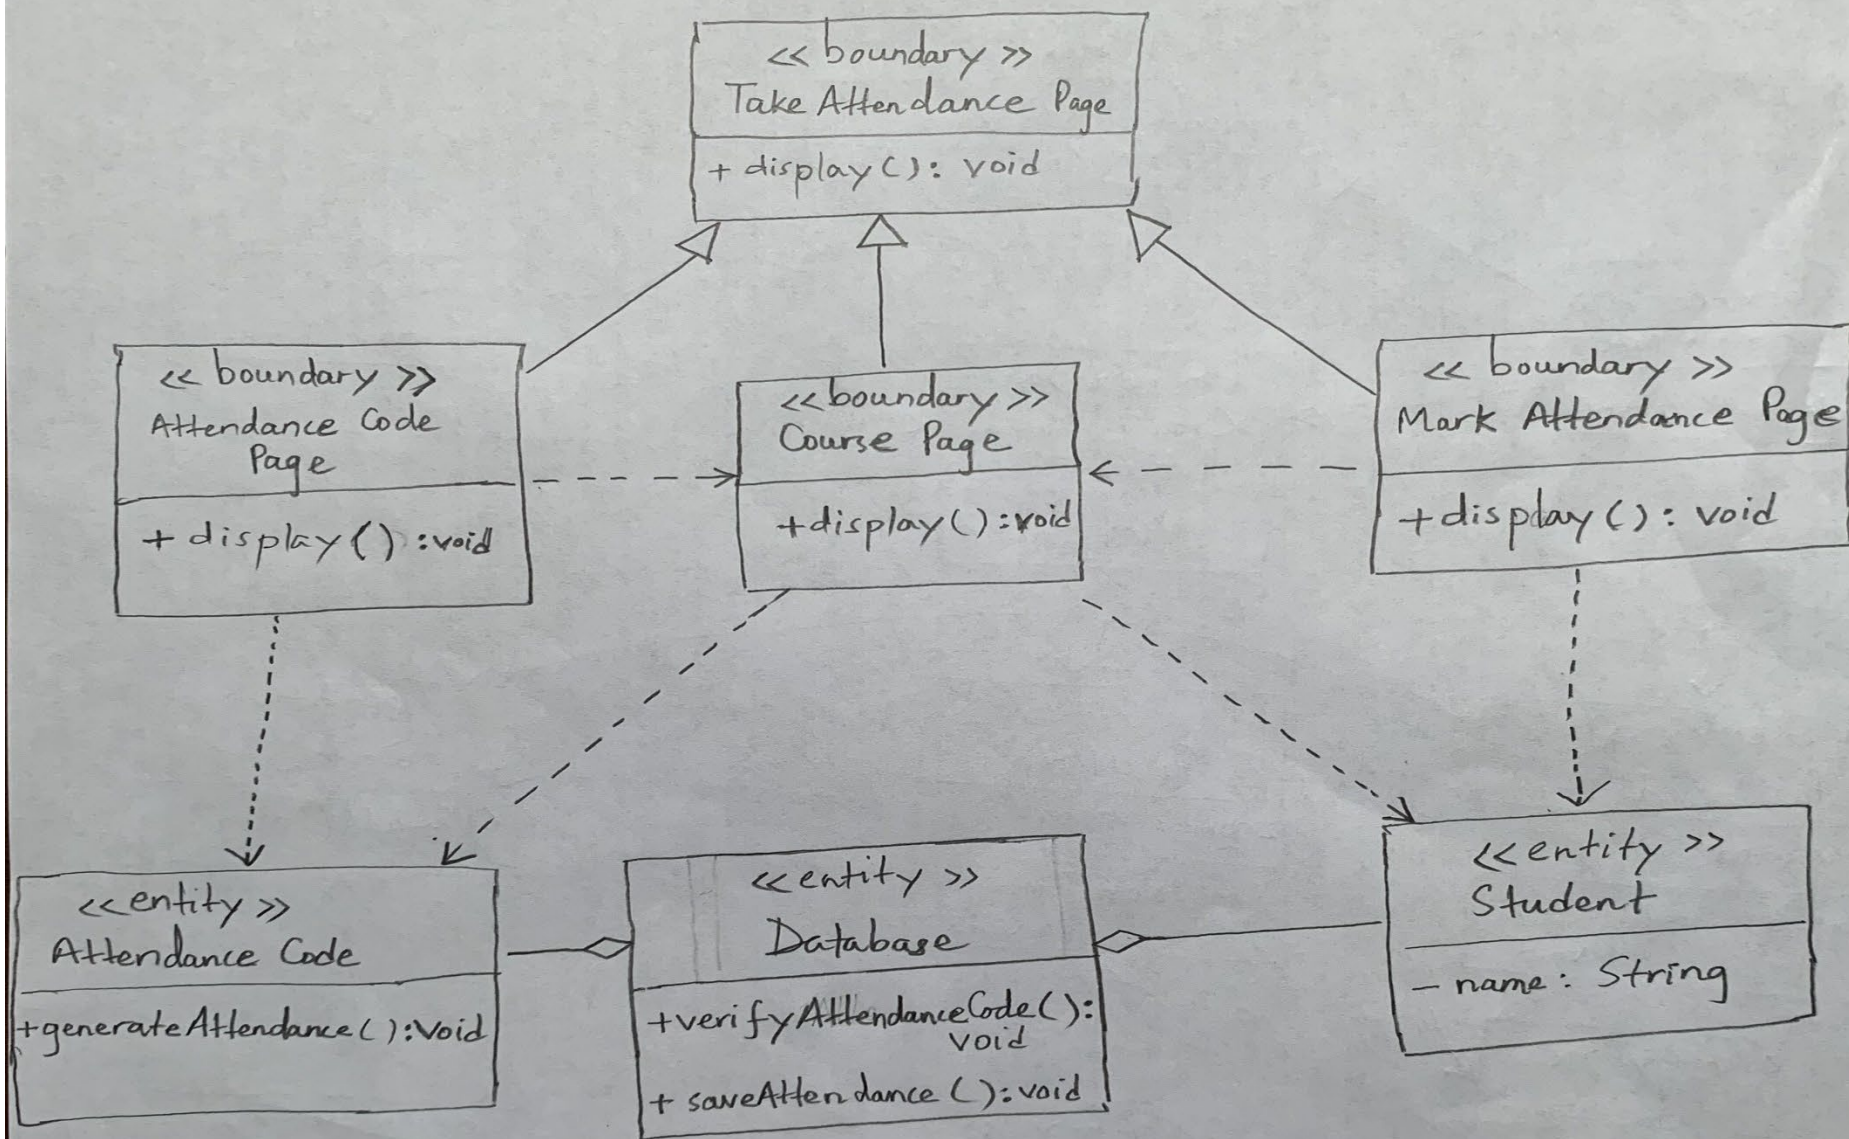 << boundary >>
Take Attendance Page
+ display(): void
<< boundary >>
Attendance Code
Page
+ display() : void
<< boundary >>
Course Page
+display() : void
<< boundary >>
Mark Attendance Page
+display(): void
<<entity >>
Attendance Code
+generateAttendance():Void
<<entity >>
Database
+verifyAttendanceCode():
void
+ saveAttendance (): void
<<entity >>
Student
- name: String